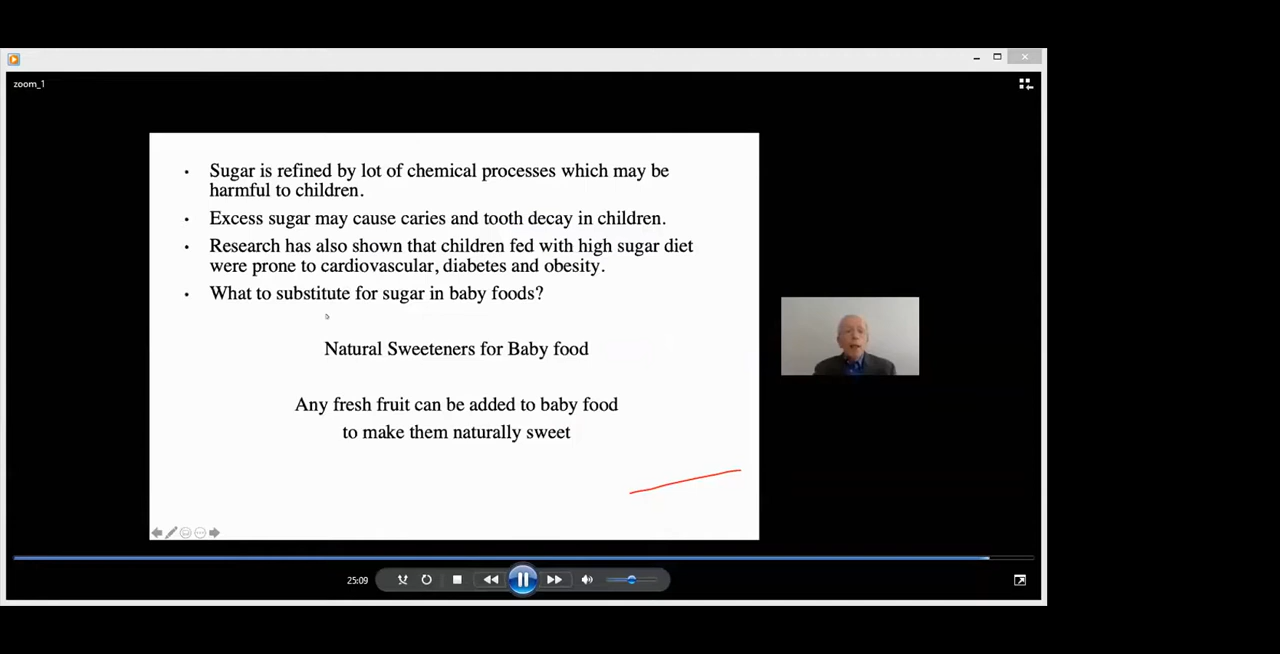 zoom_1
• Sugar is refined by lot of chemical processes which may be
harmful to children.
• Excess sugar may cause caries and tooth decay in children.
• Research has also shown that children fed with high sugar diet
were prone to cardiovascular, diabetes and obesity.
• What to substitute for sugar in baby foods?
Natural Sweeteners for Baby food
Any fresh fruit can be added to baby food
to make them naturally sweet
25:09